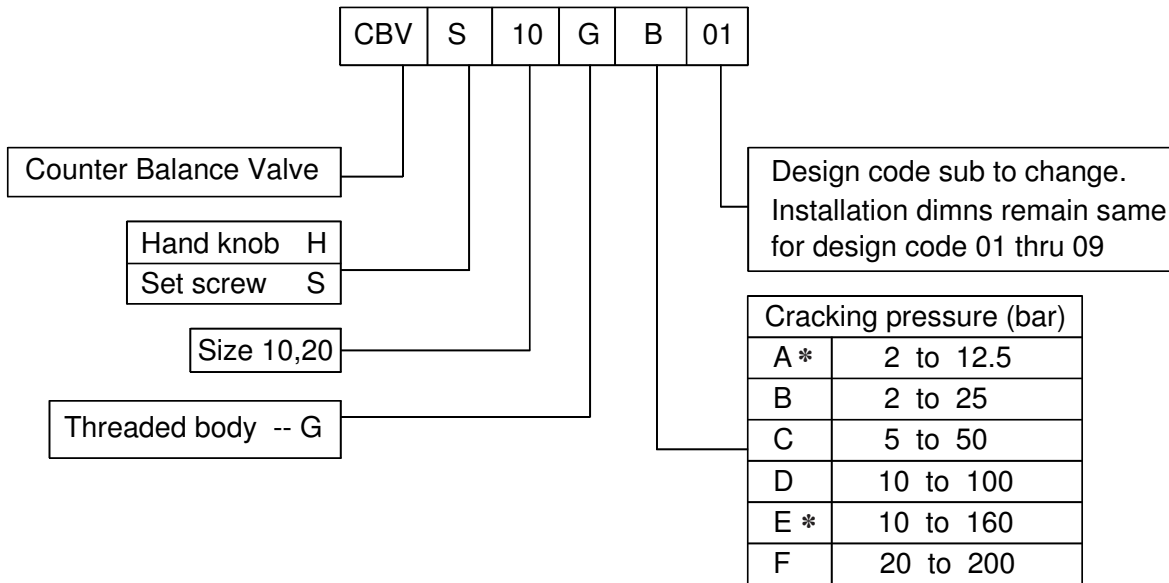 CBV S 10 G B 01
Counter Balance Valve
Hand knob H
Set screw S
Size 10,20
Threaded body -- G
Design code sub to change.
Installation dimns remain same
for design code 01 thru 09
Cracking pressure (bar)
A * 2 to 12.5
B 2 to 25
C 5 to 50
D 10 to 100
E * 10 to 160
F 20 to 200